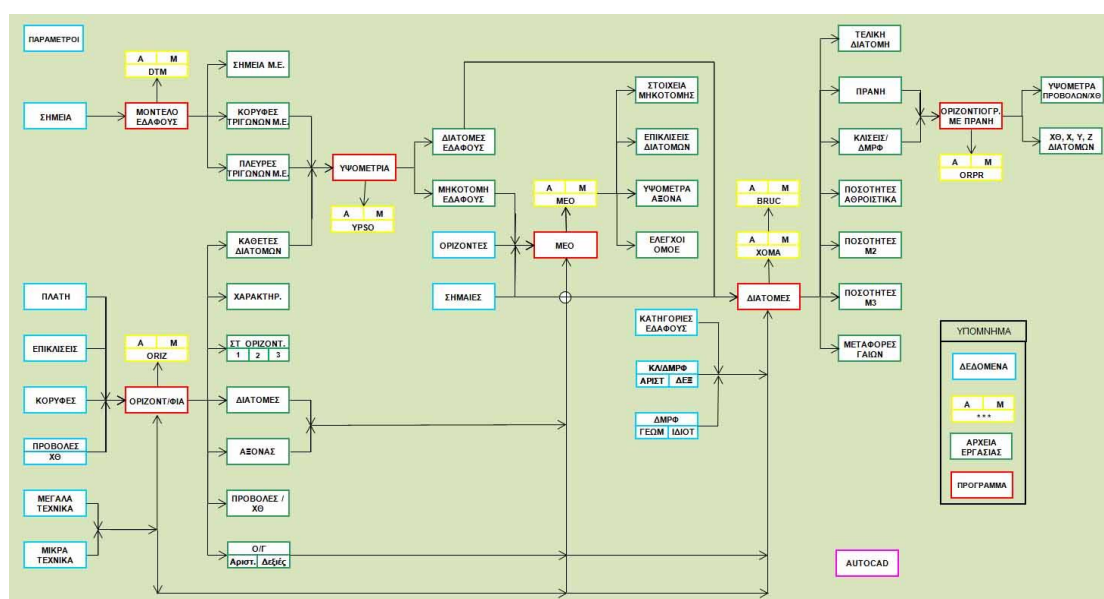 ΠΑΡΑΜΕΤΡΟΙ
ΣΗΜΕΙΑ
Α Μ
DTM
ΜΟΝΤΕΛΟ
ΕΔΑΦΟΥΣ
ΣΗΜΕΙΑ Μ.Ε.
ΚΟΡΥΦΕΣ
ΤΡΙΓΩΝΩΝ Μ.Ε.
ΠΛΕΥΡΕΣ
ΤΡΙΓΩΝΩΝ Μ.Ε.
ΥΨΟΜΕΤΡΙΑ
Α Μ
YPSO
ΔΙΑΤΟΜΕΣ
ΕΔΑΦΟΥΣ
ΜΗΚΟΤΟΜΗ
ΕΔΑΦΟΥΣ
ΟΡΙΖΟΝΤΕΣ
ΣΗΜΑΙΕΣ
Α Μ
ΜΕΟ
ΜΕΟ
ΣΤΟΙΧΕΙΑ
ΜΗΚΟΤΟΜΗΣ
ΕΠΙΚΛΙΣΕΙΣ
ΔΙΑΤΟΜΩΝ
ΥΨΟΜΕΤΡΑ
ΑΞΟΝΑ
ΕΛΕΓΧΟΙ
ΟΜΟΕ
Α Μ
BRUC
Α Μ
ΧΟΜΑ
ΔΙΑΤΟΜΕΣ
ΤΕΛΙΚΗ
ΔΙΑΤΟΜΗ
ΠΡΑΝΗ
ΚΛΙΣΕΙΣ/
ΔΜΡΦ
ΠΟΣΟΤΗΤΕΣ
ΑΘΡΟΙΣΤΙΚΑ
ΠΟΣΟΤΗΤΕΣ
Μ2
ΠΟΣΟΤΗΤΕΣ
Μ3
ΜΕΤΑΦΟΡΕΣ
ΓΑΙΩΝ
ΟΡΙΖΟΝΤΙΟΓΡ.
ΜΕ ΠΡΑΝΗ
Α Μ
ORPR
ΥΨΟΜΕΤΡΑ
ΠΡΟΒΟΛΩΝ/ΧΘ
ΧΘ, Χ, Υ, Ζ
ΔΙΑΤΟΜΩΝ
ΠΛΑΤΗ
ΕΠΙΚΛΙΣΕΙΣ
ΚΟΡΥΦΕΣ
ΠΡΟΒΟΛΕΣ
ΧΘ
ΜΕΓΑΛΑ
ΤΕΧΝΙΚΑ
ΜΙΚΡΑ
ΤΕΧΝΙΚΑ
Α Μ
ORIZ
ΟΡΙΖΟΝΤ/ΦΙΑ
ΚΑΘΕΤΕΣ
ΔΙΑΤΟΜΩΝ
ΧΑΡΑΚΤΗΡ.
ΣΤ ΟΡΙΖΟΝΤ.
1 2 3
ΔΙΑΤΟΜΕΣ
ΑΞΟΝΑΣ
ΠΡΟΒΟΛΕΣ /
ΧΘ
Ο/Γ
Αριστ. Δεξιές
ΚΑΤΗΓΟΡΙΕΣ
ΕΔΑΦΟΥΣ
ΚΛ/ΔΜΡΦ
ΑΡΙΣΤ ΔΕΞ
ΔΜΡΦ
ΓΕΩΜ ΙΔΙΟΤ
ΥΠΟΜΝΗΜΑ
ΔΕΔΟΜΕΝΑ
Α Μ
* * *
ΑΡΧΕΙΑ
ΕΡΓΑΣΙΑΣ
ΠΡΟΓΡΑΜΜΑ
AUTOCAD